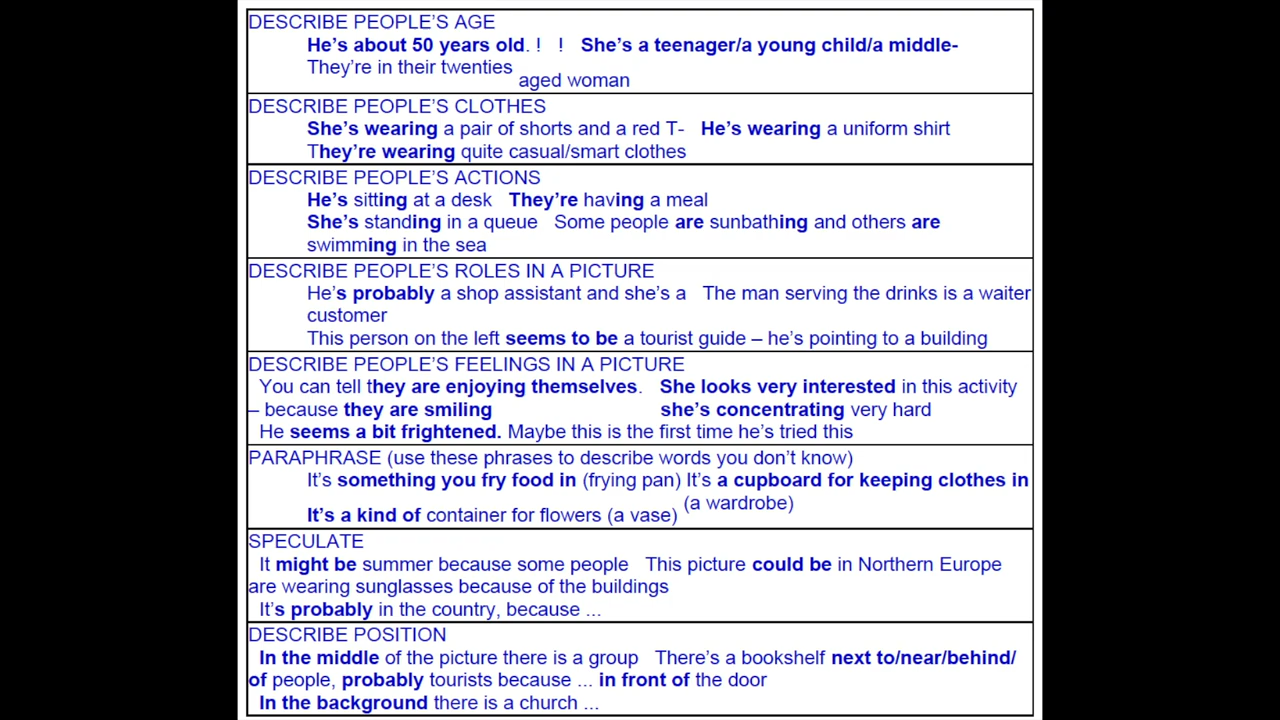 DESCRIBE PEOPLE'S AGE
He's about 50 years old. ! ! She's a teenager/a young child/a middle-
They're in their twenties
aged woman
DESCRIBE PEOPLE'S CLOTHES
She's wearing a pair of shorts and a red T- He's wearing a uniform shirt
They're wearing quite casual/smart clothes
DESCRIBE PEOPLE'S ACTIONS
He's sitting at a desk They're having a meal
She's standing in a queue Some people are sunbathing and others are
swimming in the sea
DESCRIBE PEOPLE'S ROLES IN A PICTURE
He's probably a shop assistant and she's a The man serving the drinks is a waiter
customer
This person on the left seems to be a tourist guide – he's pointing to a building
DESCRIBE PEOPLE'S FEELINGS IN A PICTURE
You can tell they are enjoying themselves. She looks very interested in this activity
– because they are smiling she's concentrating very hard
He seems a bit frightened. Maybe this is the first time he's tried this
PARAPHRASE (use these phrases to describe words you don't know)
It's something you fry food in (frying pan) It's a cupboard for keeping clothes in
(a wardrobe)
It's a kind of container for flowers (a vase)
SPECULATE
It might be summer because some people This picture could be in Northern Europe
are wearing sunglasses because of the buildings
It's probably in the country, because ...
DESCRIBE POSITION
In the middle of the picture there is a group There's a bookshelf next to/near/behind/
of people, probably tourists because ... in front of the door
In the background there is a church ...